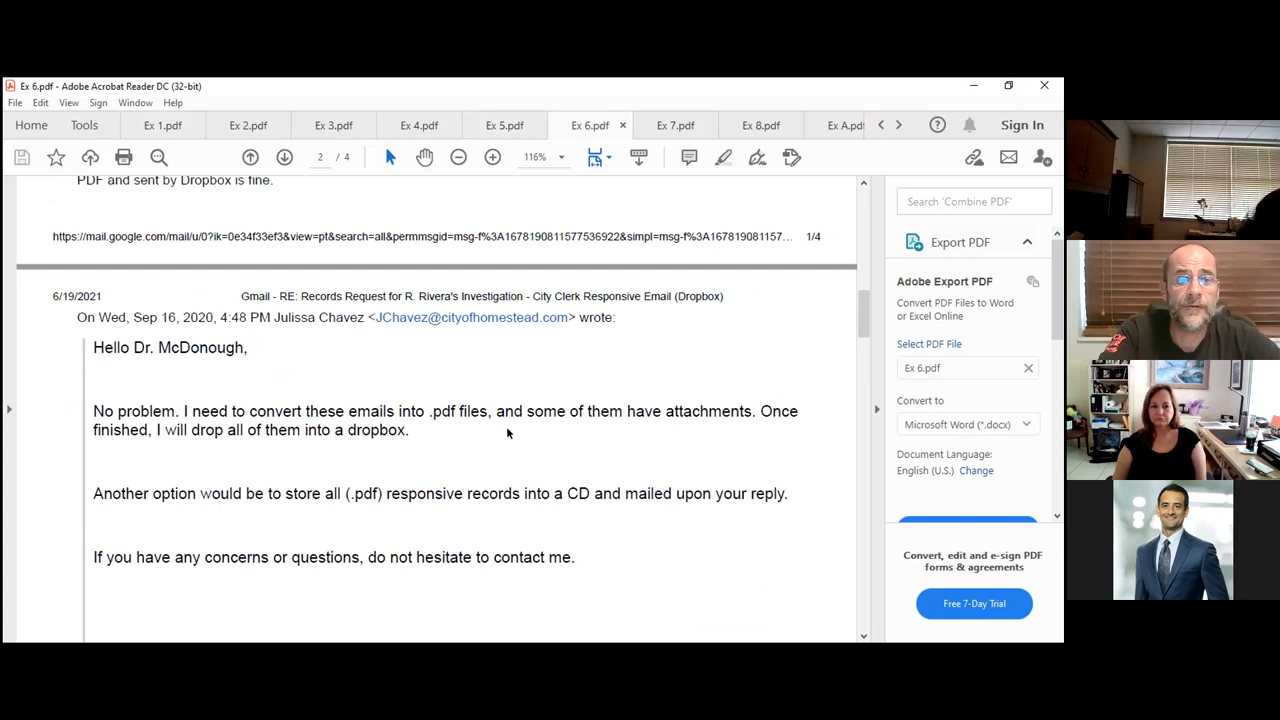 Ex 6.pdf - Adobe Acrobat Reader DC (32-bit)
File Edit View Sign Window Help
Home Tools Ex 1.pdf Ex 2.pdf Ex 3.pdf Ex 4.pdf Ex 5.pdf Ex 6.pdf Ex 7.pdf Ex 8.pdf Ex A.pdf Sign In
2 / 4 116%
PDF and sent by Dropbox is fine.
https://mail.google.com/mail/u/0?ik=0e34f33ef3&view=pt&search=all&permmsgid=msg-f%3A1678190811577536922&simpl=msg-f%3A167819081157... 1/4
6/19/2021 Gmail - RE: Records Request for R. Rivera's Investigation - City Clerk Responsive Email (Dropbox)
On Wed, Sep 16, 2020, 4:48 PM Julissa Chavez <JChavez@cityofhomestead.com> wrote:
Hello Dr. McDonough,
No problem. I need to convert these emails into .pdf files, and some of them have attachments. Once
finished, I will drop all of them into a dropbox.
Another option would be to store all (.pdf) responsive records into a CD and mailed upon your reply.
If you have any concerns or questions, do not hesitate to contact me.
Search 'Combine PDF'
Export PDF
Adobe Export PDF
Convert PDF Files to Word
or Excel Online
Select PDF File
Ex 6.pdf
Convert to
Microsoft Word (*.docx)
Document Language:
English (U.S.) Change
Convert, edit and e-sign PDF
forms & agreements
Free 7-Day Trial